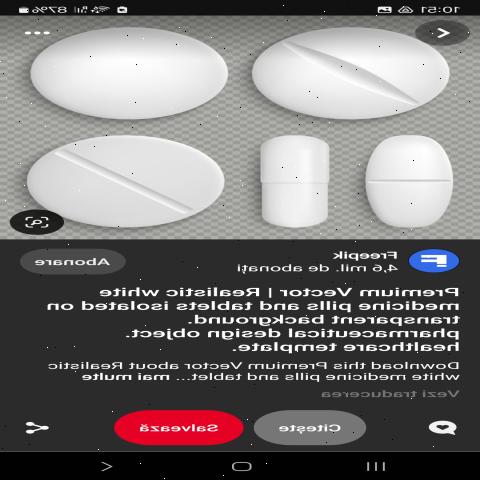 10:51
87%
Freepik
4,6 mil. de abonați
Abonare
Premium Vector | Realistic white
medicine pills and tablets isolated on
transparent background.
pharmaceutical design object.
healthcare template.
Download this Premium Vector about Realistic
white medicine pills and tablet... mai multe
Vezi traducerea
Citește
Salvează